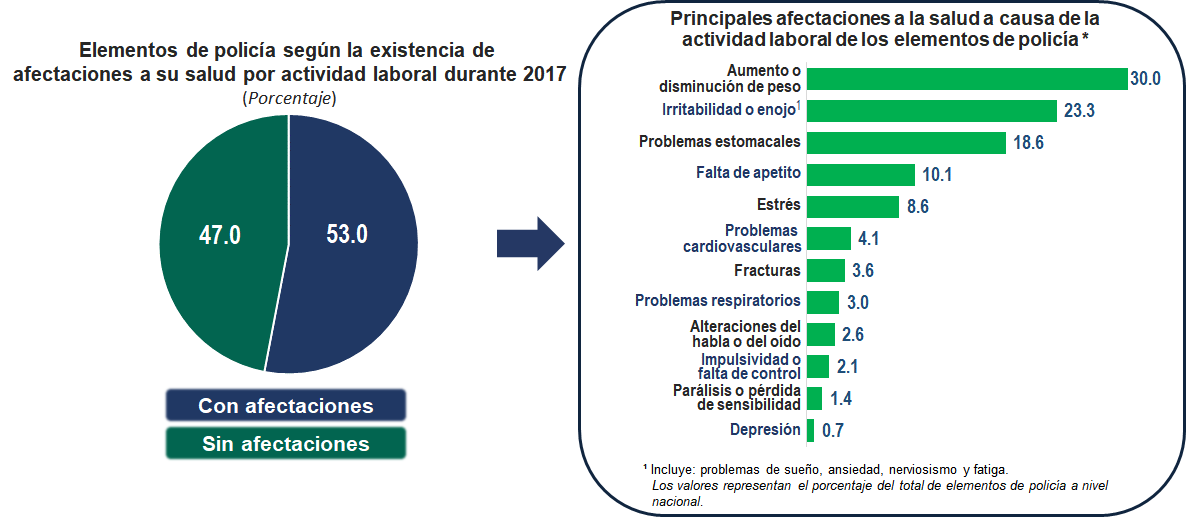 Elementos de policía según la existencia de
afectaciones a su salud por actividad laboral durante 2017
(Porcentaje)
47.0
53.0
Con afectaciones
Sin afectaciones
Principales afectaciones a la salud a causa de la
actividad laboral de los elementos de policía *
Aumento o
disminución de peso
30.0
Irritabilidad o enojo¹
23.3
Problemas estomacales
18.6
Falta de apetito
10.1
Estrés
8.6
Problemas
cardiovasculares
4.1
Fracturas
3.6
Problemas respiratorios
3.0
Alteraciones del
habla o del oído
2.6
Impulsividad o
falta de control
2.1
Parálisis o pérdida
de sensibilidad
1.4
Depresión
0.7
¹ Incluye: problemas de sueño, ansiedad, nerviosismo y fatiga.
Los valores representan el porcentaje del total de elementos de policía a nivel
nacional.